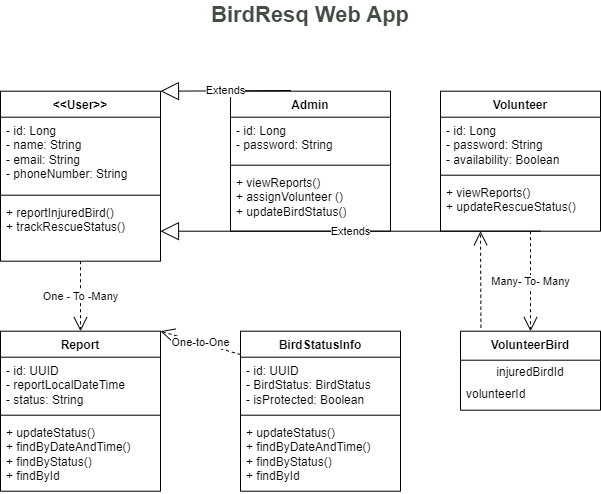 BirdResq Web App
Extends
<<User>>
- id: Long
- name: String
- email: String
- phoneNumber: String
+ reportInjuredBird()
+ trackRescueStatus()
Admin
- id: Long
- password: String
+ viewReports()
+ assignVolunteer ()
+ updateBirdStatus()
Volunteer
- id: Long
- password: String
- availability: Boolean
+ viewReports()
+ updateRescueStatus()
Extends
One - To -Many
Many- To- Many
One-to-One
Report
- id: UUID
- reportLocalDateTime
- status: String
+ updateStatus()
+ findByDateAndTime()
+ findByStatus()
+ findById
BirdStatusInfo
- id: UUID
- BirdStatus: BirdStatus
- isProtected: Boolean
+ updateStatus()
+ findByDateAndTime()
+ findByStatus()
+ findById
VolunteerBird
injuredBirdId
volunteerId